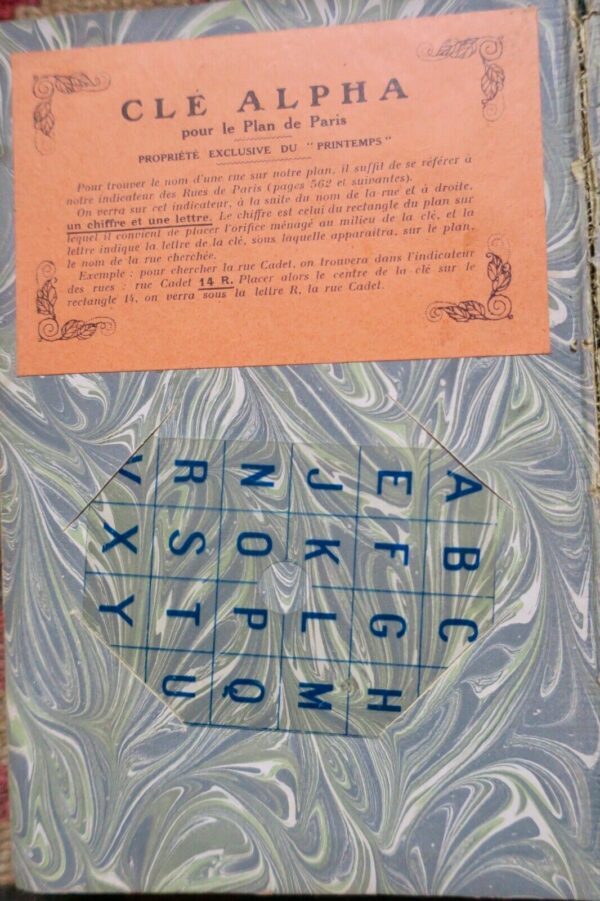 CLÉ ALPHA
pour le Plan de Paris
PROPRIÉTÉ EXCLUSIVE DU "PRINTEMPS"
Pour trouver le nom d'une rue sur notre plan, il suffit de se référer à
notre indicateur des Rues de Paris (pages 562 et suivantes).
On verra sur cet indicateur, à la suite du nom de la rue et à droite,
un chiffre et une lettre. Le chiffre est celui du rectangle du plan sur
lequel il convient de placer l'orifice ménagé au milieu de la clé, et la
lettre indique la lettre de la clé, sous laquelle apparaîtra, sur le plan,
le nom de la rue cherchée.
Exemple : pour chercher la rue Cadet, on trouvera dans l'indicateur
des rues : rue Cadet 14 R. Placer alors le centre de la clé sur le
rectangle 14, on verra sous la lettre R, la rue Cadet.
A B C
E F G H
J K L M
N O P Q
R S T U
V X Y